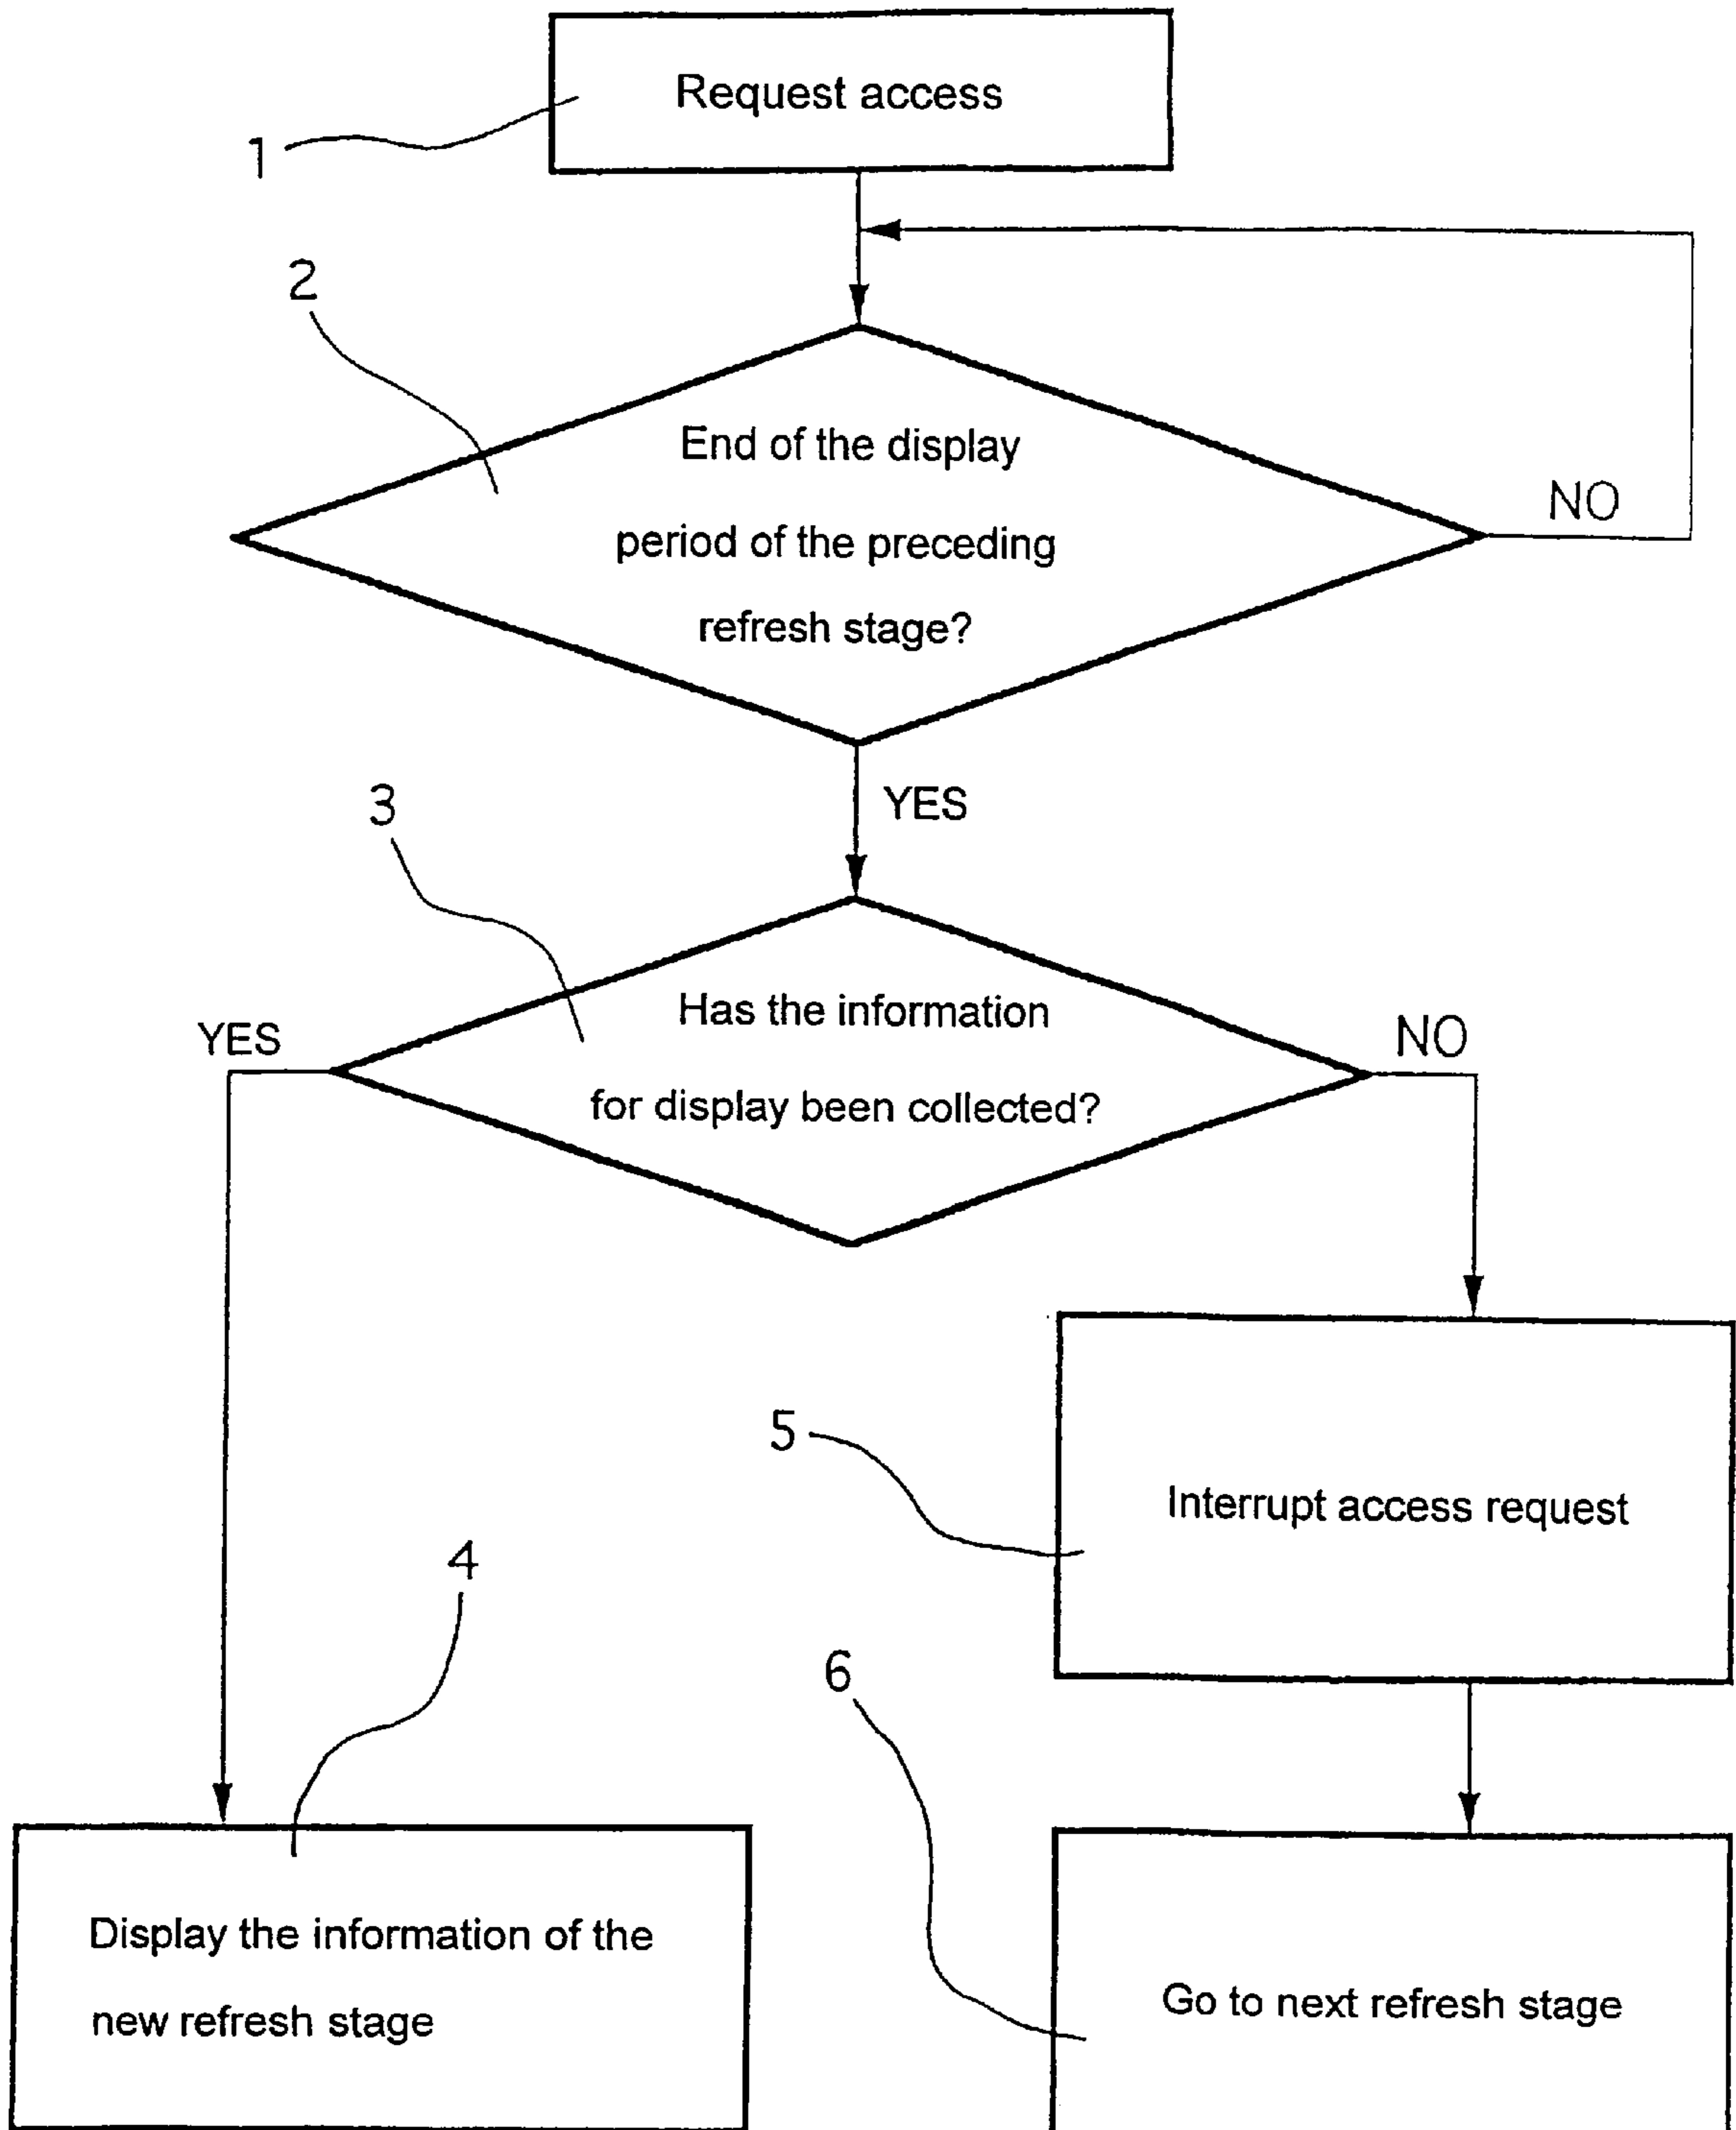 Request access
1
2
End of the display
period of the preceding
refresh stage?
NO
YES
3
Has the information
for display been collected?
YES
NO
5
Interrupt access request
4
6
Display the information of the
new refresh stage
Go to next refresh stage